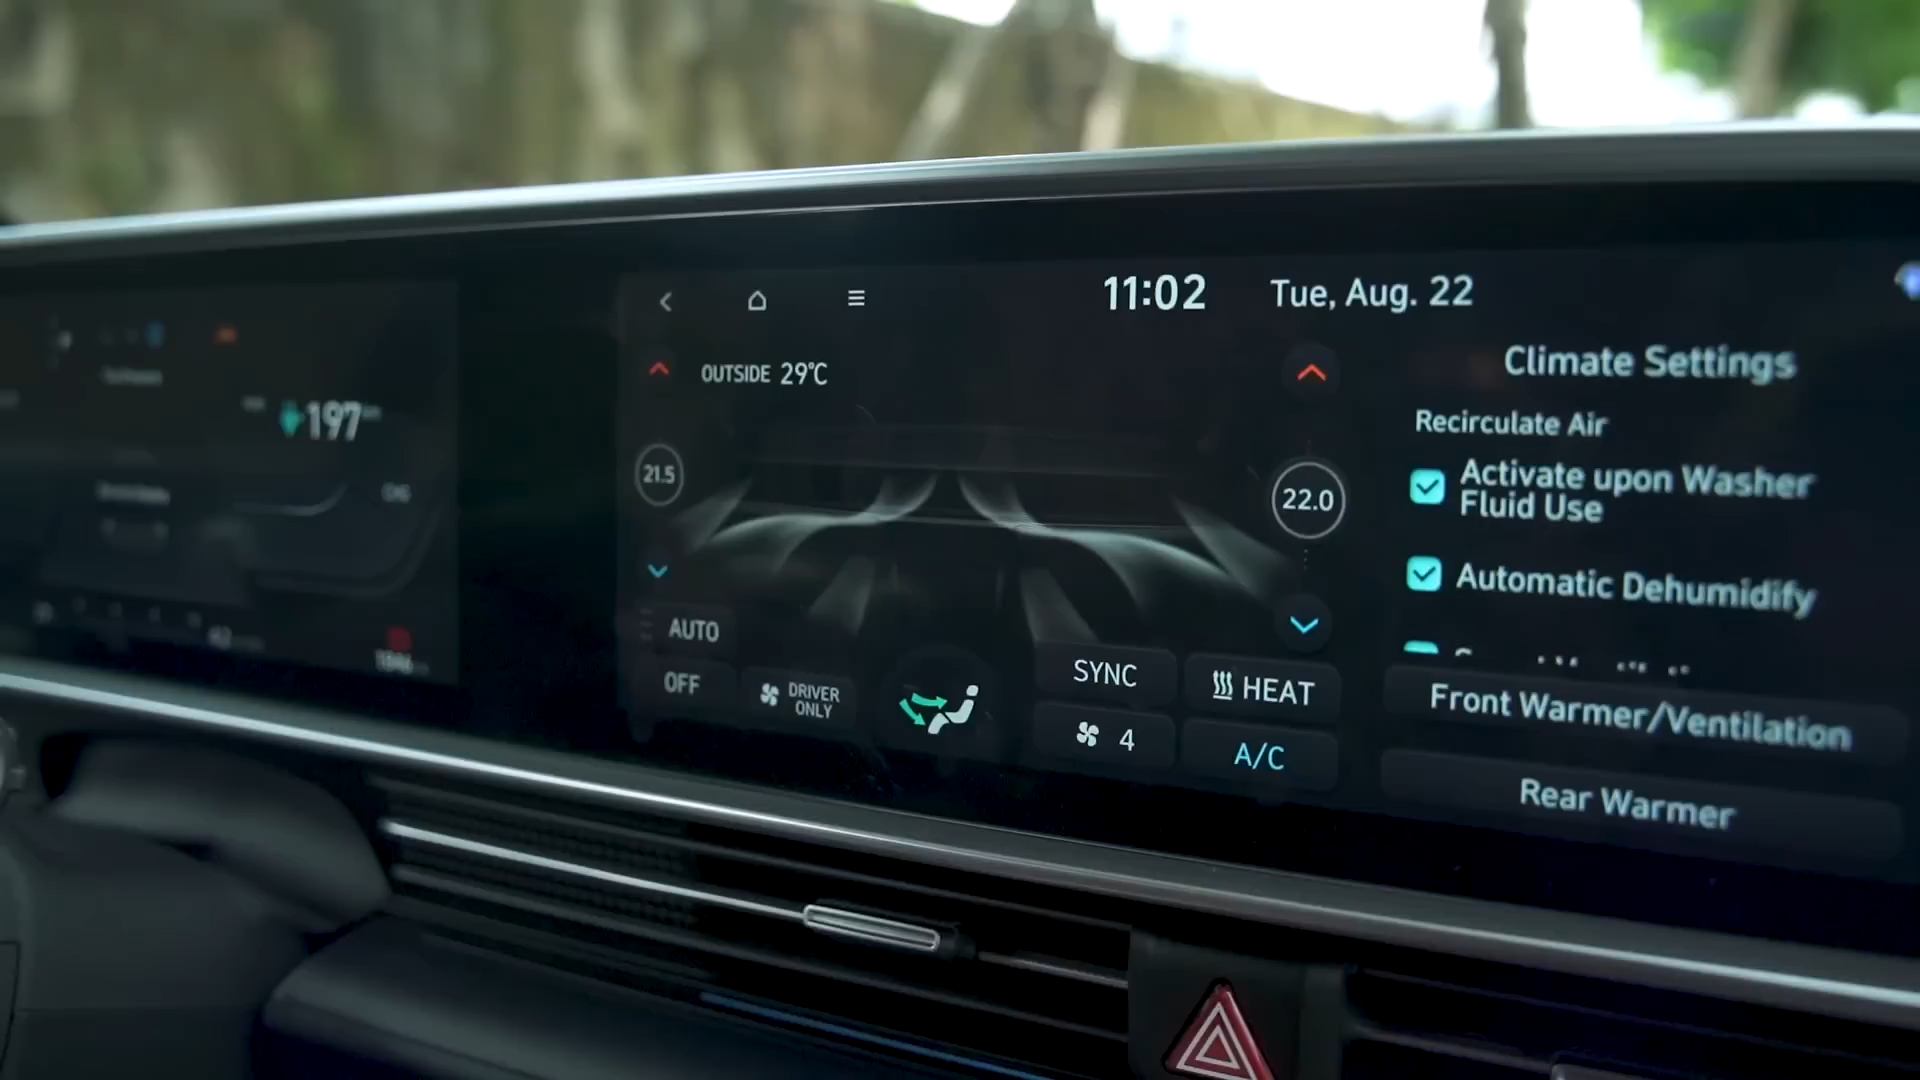 11:02
Tue, Aug. 22
OUTSIDE 29°C
197
21.5
22.0
AUTO
OFF
DRIVER
ONLY
SYNC
HEAT
4
A/C
Climate Settings
Recirculate Air
Activate upon Washer
Fluid Use
Automatic Dehumidify
Front Warmer/Ventilation
Rear Warmer